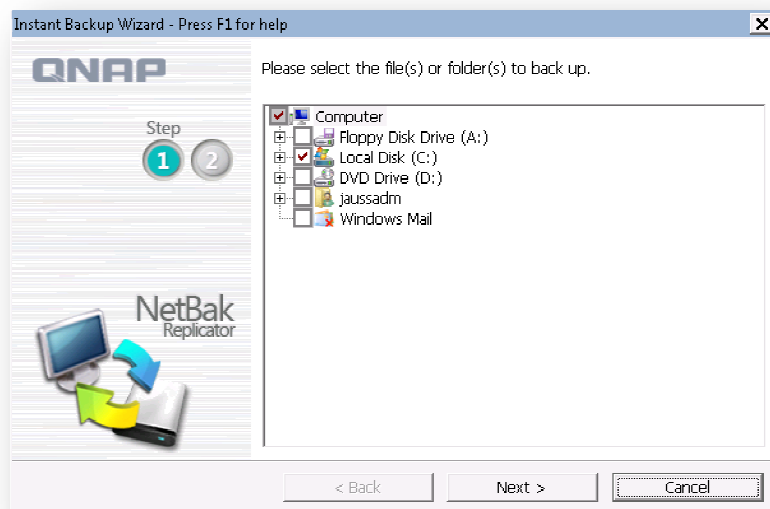 Instant Backup Wizard - Press F1 for help
QNAP
Please select the file(s) or folder(s) to back up.
Step
1 2
Computer
Floppy Disk Drive (A:)
Local Disk (C:)
DVD Drive (D:)
jaussadm
Windows Mail
NetBak
Replicator
< Back
Next >
Cancel